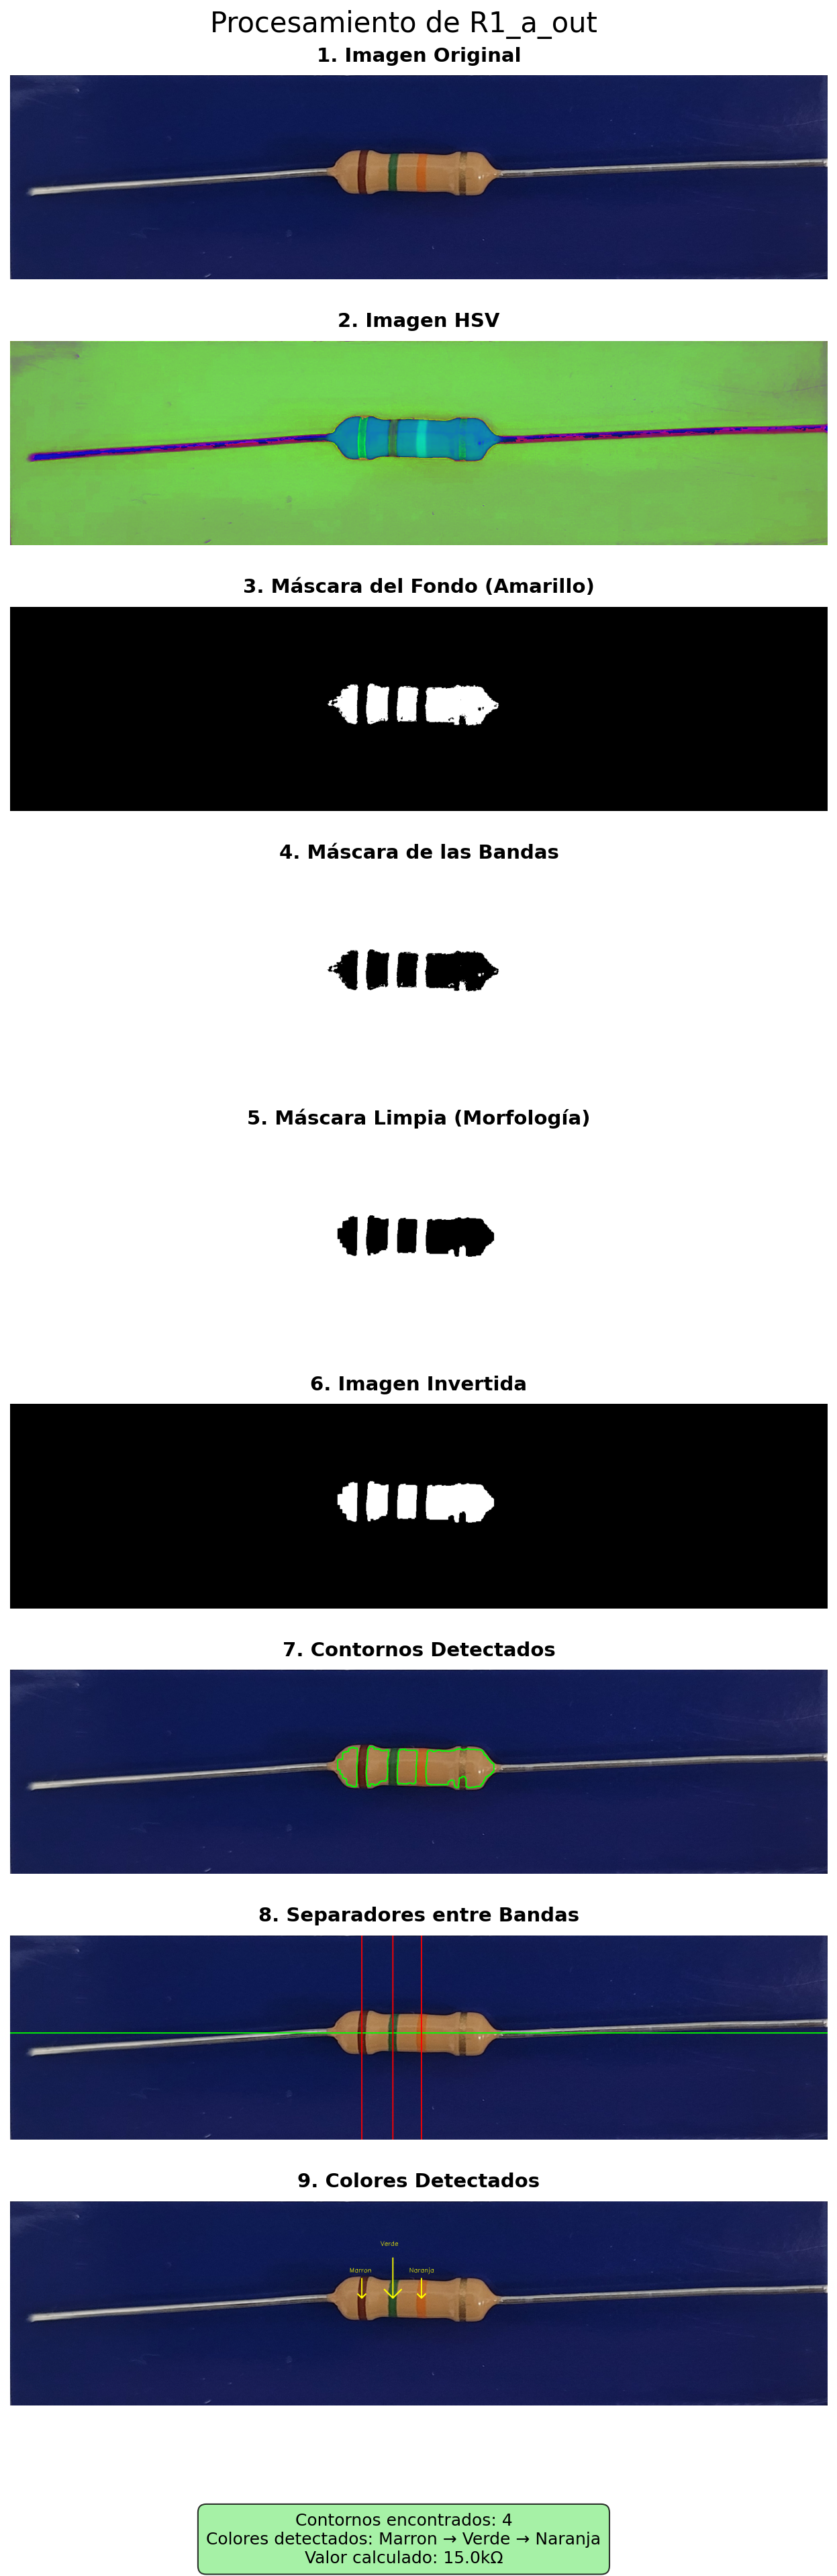 Procesamiento de R1_a_out
1. Imagen Original
2. Imagen HSV
3. Máscara del Fondo (Amarillo)
4. Máscara de las Bandas
5. Máscara Limpia (Morfología)
6. Imagen Invertida
7. Contornos Detectados
8. Separadores entre Bandas
9. Colores Detectados
Verde
Marron
Naranja
Contornos encontrados: 4
Colores detectados: Marron → Verde → Naranja
Valor calculado: 15.0kΩ